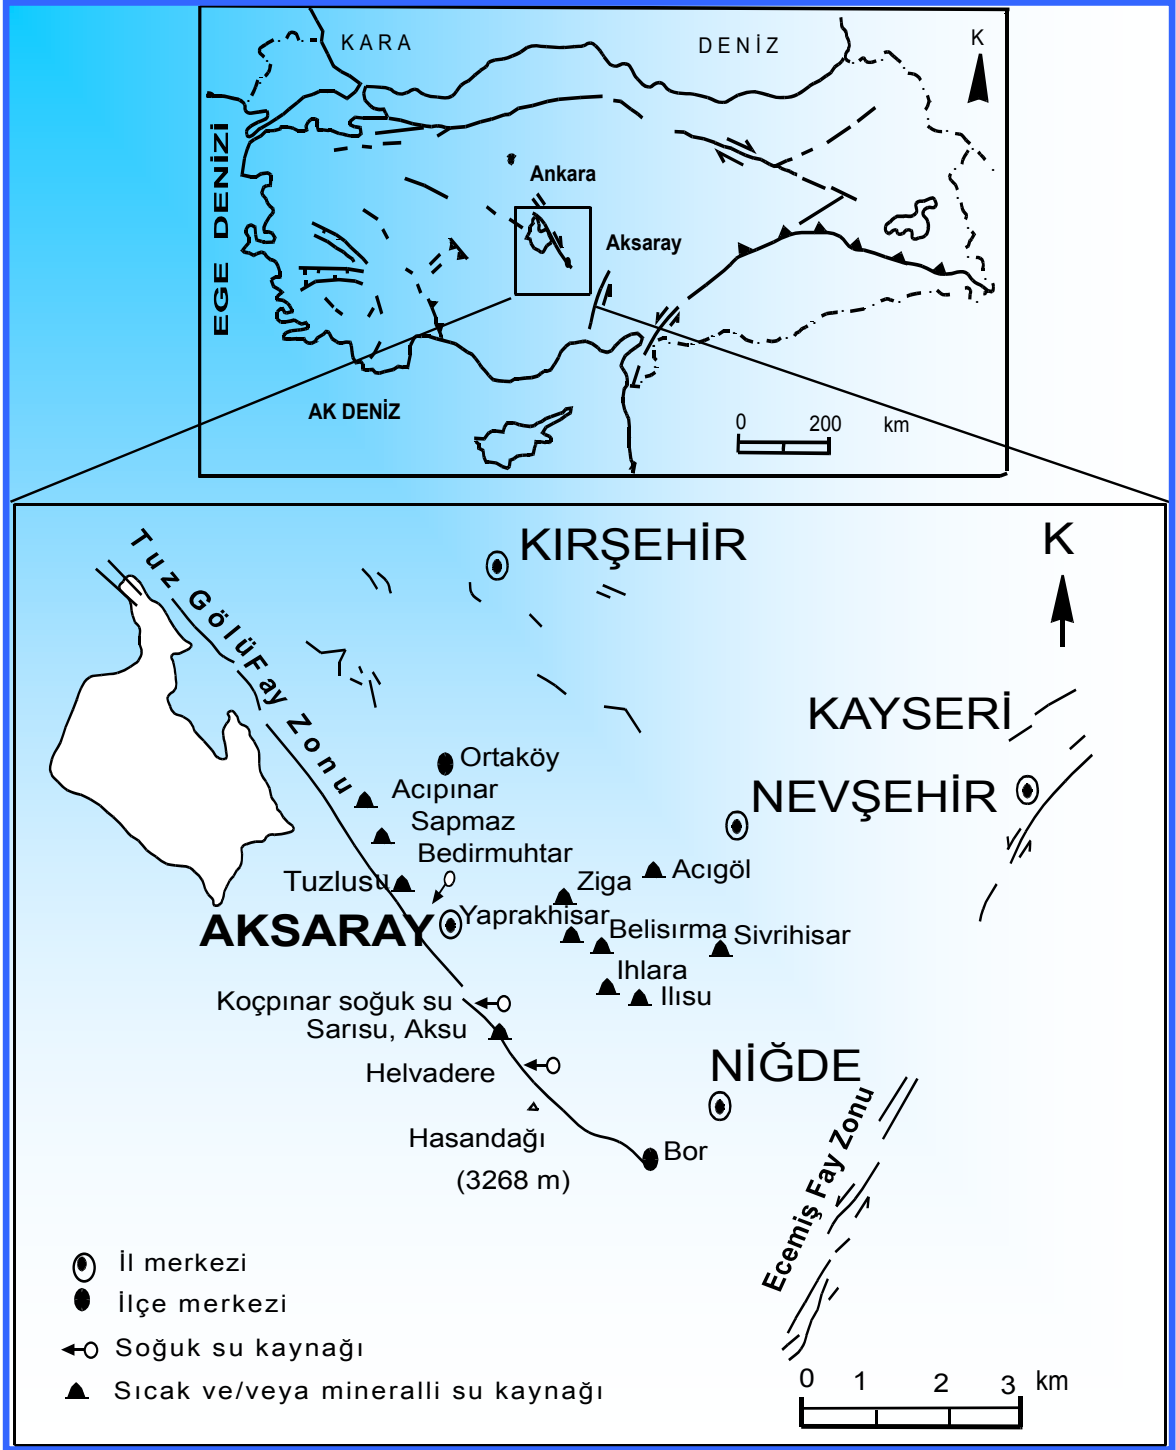 KARA
DENİZ
K
EGE DENİZİ
Ankara
Aksaray
AK DENİZ
0 200 km
KIRŞEHİR
K
Tuz Gölü Fay Zonu
KAYSERİ
Ortaköy
Acıpınar
NEVŞEHİR
Sapmaz
Bedirmuhtar
Tuzlusu
Ziga
Acıgöl
AKSARAY
Yaprakhisar
Belisırma
Sivrihisar
Ihlara
Ilısu
Koçpınar soğuk su
Sarısu, Aksu
Helvadere
NİĞDE
Hasandağı
(3268 m)
Bor
Ecemiş Fay Zonu
İl merkezi
İlçe merkezi
Soğuk su kaynağı
Sıcak ve/veya mineralli su kaynağı
0 1 2 3 km